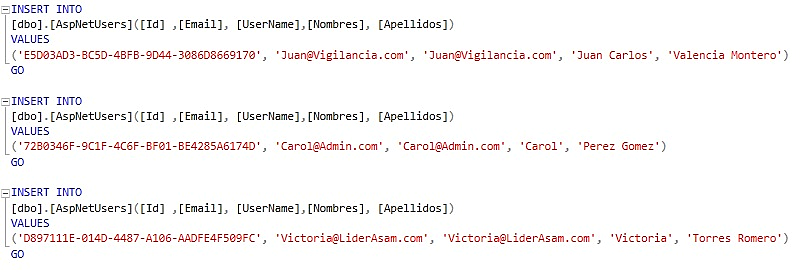 INSERT INTO
[dbo].[AspNetUsers]([Id] ,[Email], [UserName],[Nombres], [Apellidos])
VALUES
('E5D03AD3-BC5D-4BFB-9D44-3086D8669170', 'Juan@Vigilancia.com', 'Juan@Vigilancia.com', 'Juan Carlos', 'Valencia Montero')
GO
INSERT INTO
[dbo].[AspNetUsers]([Id] ,[Email], [UserName],[Nombres], [Apellidos])
VALUES
('72B0346F-9C1F-4C6F-BF01-BE4285A6174D', 'Carol@Admin.com', 'Carol@Admin.com', 'Carol', 'Perez Gomez')
GO
INSERT INTO
[dbo].[AspNetUsers]([Id] ,[Email], [UserName],[Nombres], [Apellidos])
VALUES
('D897111E-014D-4487-A106-AADFE4F509FC', 'Victoria@LiderAsam.com', 'Victoria@LiderAsam.com', 'Victoria', 'Torres Romero')
GO